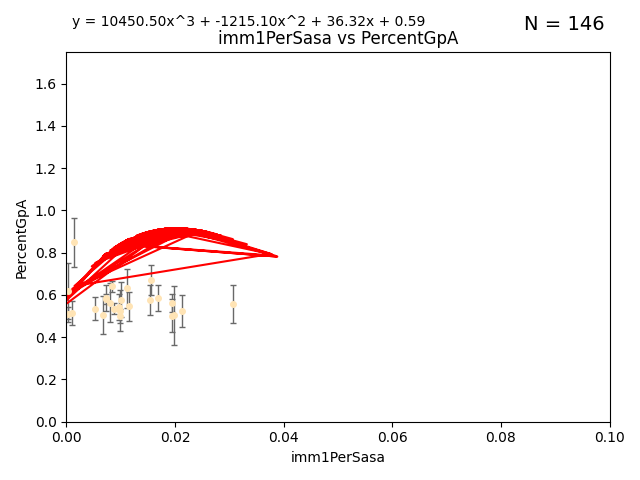 y = 10450.50x^3 + -1215.10x^2 + 36.32x + 0.59
N = 146
imm1PerSasa vs PercentGpA
PercentGpA
1.6
1.4
1.2
1.0
0.8
0.6
0.4
0.2
0.0
0.00 0.02 0.04 0.06 0.08 0.10
imm1PerSasa